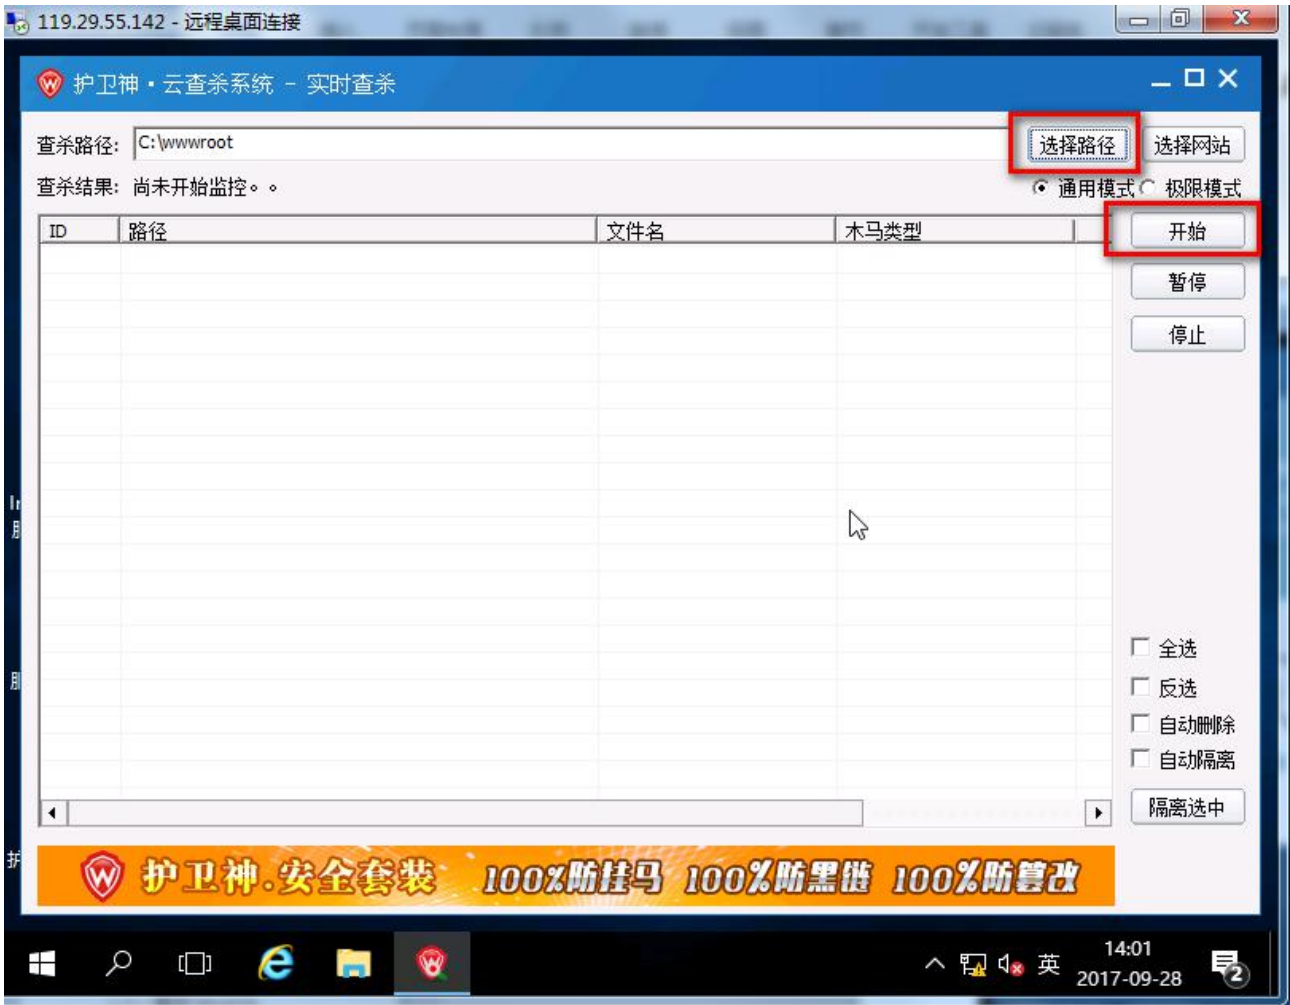 119.29.55.142 - 远程桌面连接
护卫神·云查杀系统 - 实时查杀
查杀路径: C:\wwwroot 选择路径 选择网站
查杀结果: 尚未开始监控。。 通用模式 极限模式
ID 路径 文件名 木马类型 开始
暂停
停止
全选
反选
自动删除
自动隔离
隔离选中
护卫神.安全套装 100%防挂马 100%防黑链 100%防篡改
英 14:01
2017-09-28 2